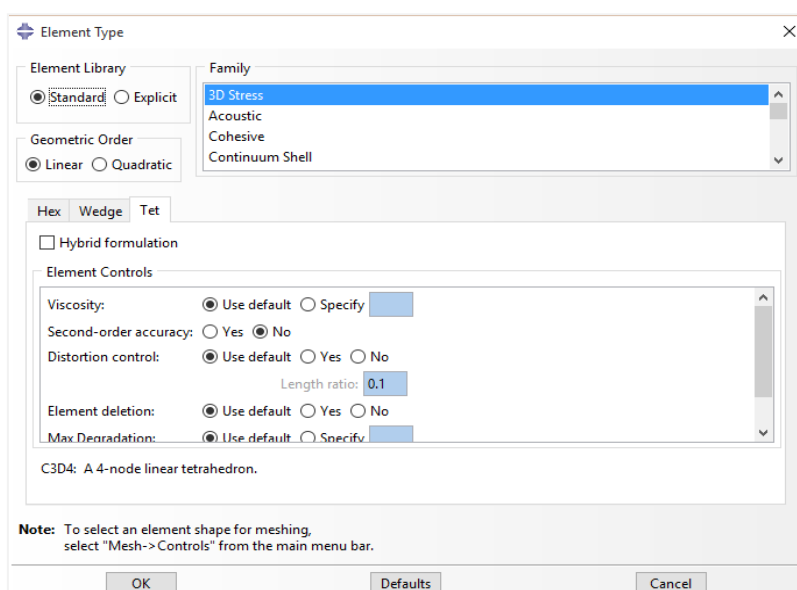 Element Type
Element Library
Standard Explicit
Geometric Order
Linear Quadratic
Family
3D Stress
Acoustic
Cohesive
Continuum Shell
Hex Wedge Tet
Hybrid formulation
Element Controls
Viscosity: Use default Specify
Second-order accuracy: Yes No
Distortion control: Use default Yes No
Length ratio: 0.1
Element deletion: Use default Yes No
Max Degradation: Use default Specify
C3D4: A 4-node linear tetrahedron.
Note: To select an element shape for meshing,
select "Mesh->Controls" from the main menu bar.
OK Defaults Cancel